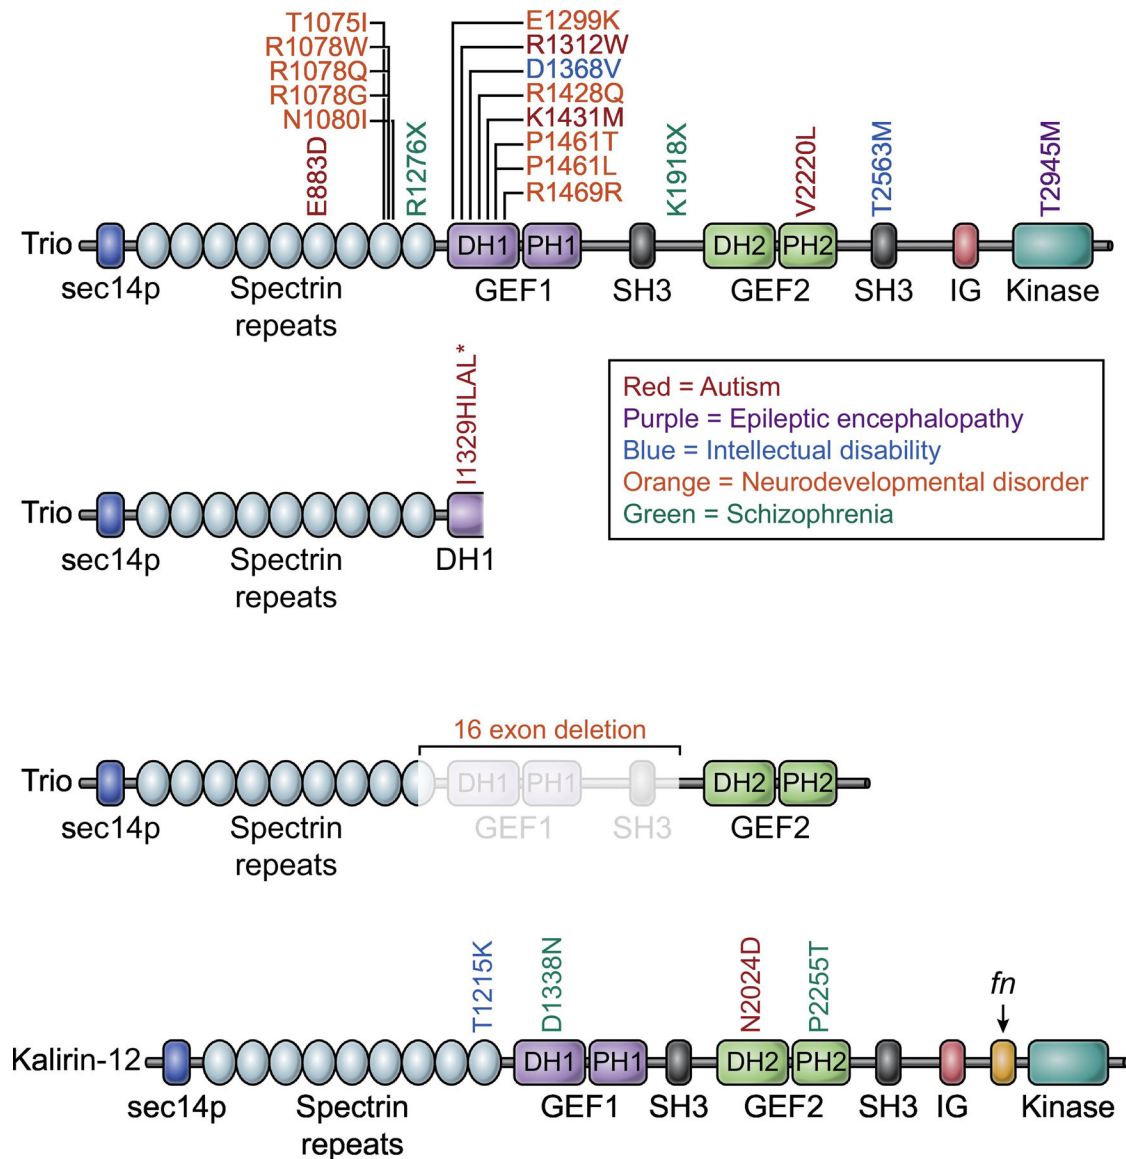 T1075I
R1078W
R1078Q
R1078G
N1080I
E883D
R1276X
E1299K
R1312W
D1368V
R1428Q
K1431M
P1461T
P1461L
R1469R
K1918X
V2220L
T2563M
T2945M
Trio
DH1
PH1
DH2
PH2
sec14p
Spectrin
repeats
GEF1
SH3
GEF2
SH3
IG
Kinase
I1329HLAL*
Red = Autism
Purple = Epileptic encephalopathy
Blue = Intellectual disability
Orange = Neurodevelopmental disorder
Green = Schizophrenia
Trio
sec14p
Spectrin
repeats
DH1
16 exon deletion
Trio
DH1
PH1
DH2
PH2
sec14p
Spectrin
repeats
GEF1
SH3
GEF2
T1215K
D1338N
N2024D
P2255T
fn
Kalirin-12
DH1
PH1
DH2
PH2
sec14p
Spectrin
repeats
GEF1
SH3
GEF2
SH3
IG
Kinase